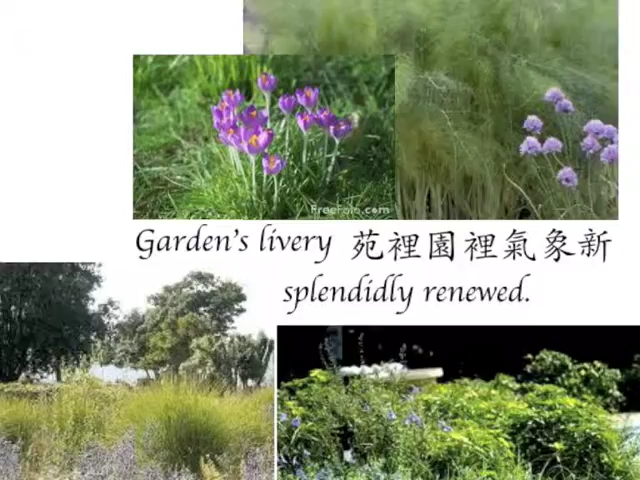 FreeFoto.com
Garden's livery 苑裡園裡氣象新
splendidly renewed.